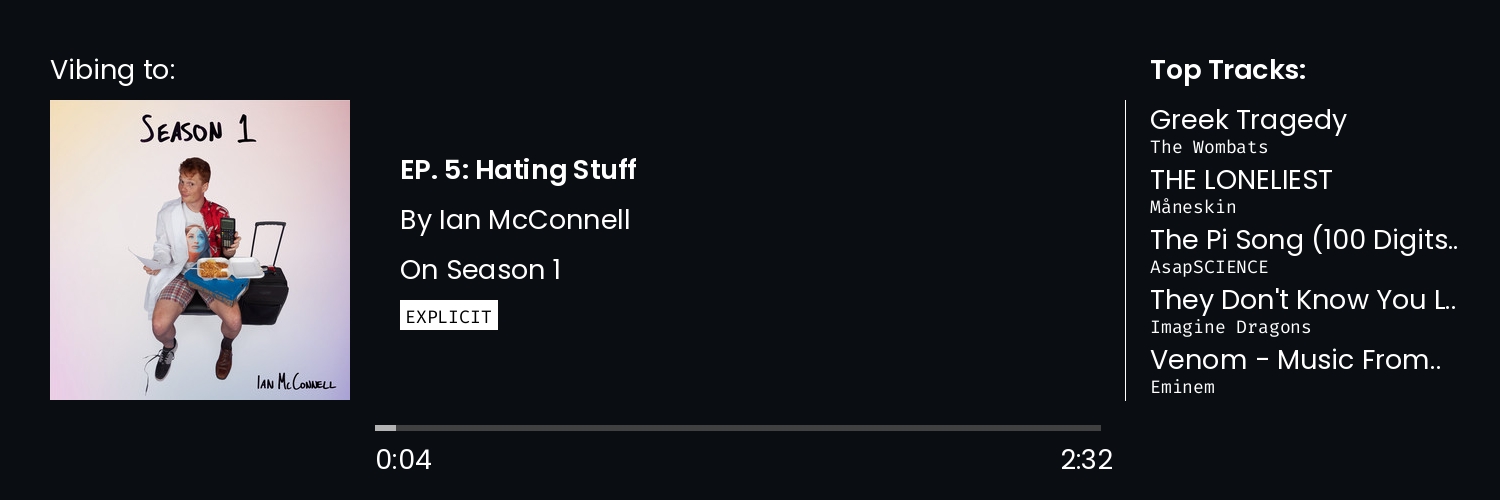 Vibing to:
SEASON 1
IAN MCCONNELL
EP. 5: Hating Stuff
By Ian McConnell
On Season 1
EXPLICIT
0:04
2:32
Top Tracks:
Greek Tragedy
The Wombats
THE LONELIEST
Måneskin
The Pi Song (100 Digits..
AsapSCIENCE
They Don't Know You L..
Imagine Dragons
Venom - Music From..
Eminem